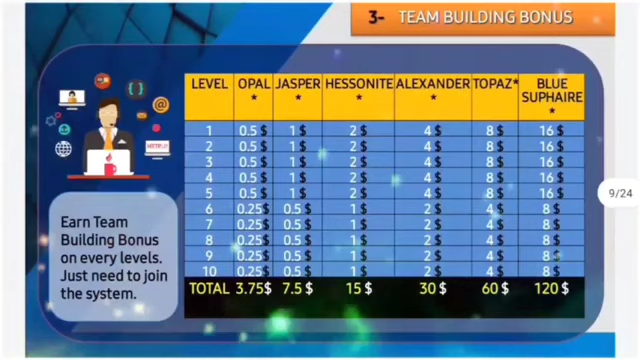 3- TEAM BUILDING BONUS
LEVEL OPAL * JASPER * HESSONITE * ALEXANDER * TOPAZ* BLUE SUPHAIRE *
1 0.5 $ 1 $ 2 $ 4 $ 8 $ 16 $
2 0.5 $ 1 $ 2 $ 4 $ 8 $ 16 $
3 0.5 $ 1 $ 2 $ 4 $ 8 $ 16 $
4 0.5 $ 1 $ 2 $ 4 $ 8 $ 16 $
5 0.5 $ 1 $ 2 $ 4 $ 8 $ 16 $
6 0.25$ 0.5 $ 1 $ 2 $ 4 $ 8 $
7 0.25$ 0.5 $ 1 $ 2 $ 4 $ 8 $
8 0.25$ 0.5 $ 1 $ 2 $ 4 $ 8 $
9 0.25$ 0.5 $ 1 $ 2 $ 4 $ 8 $
10 0.25$ 0.5 $ 1 $ 2 $ 4 $ 8 $
TOTAL 3.75$ 7.5 $ 15 $ 30 $ 60 $ 120 $
Earn Team
Building Bonus
on every levels.
Just need to join
the system.
9/24